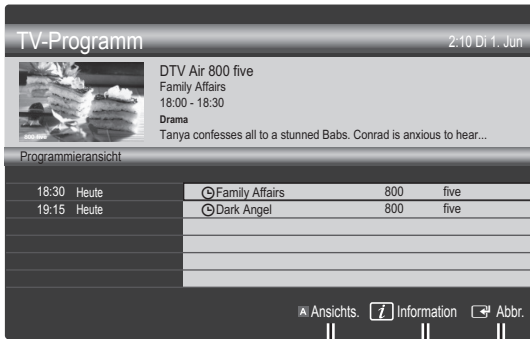 TV-Programm 2:10 Di 1. Jun
DTV Air 800 five
Family Affairs
18:00 - 18:30
Drama
Tanya confesses all to a stunned Babs. Conrad is anxious to hear...
Programmieransicht
18:30 Heute Family Affairs 800 five
19:15 Heute Dark Angel 800 five
A Ansichts. i Information Abbr.